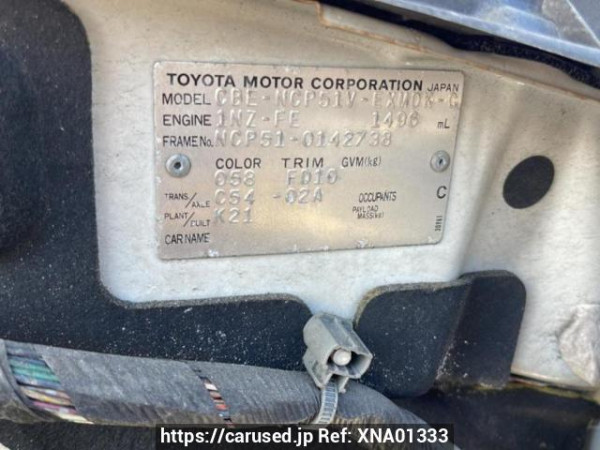 TOYOTA MOTOR CORPORATION JAPAN
MODEL CBE-NCP51V-EXMDK-G
ENGINE 1NZ-FE 1496 mL
FRAME No. NCP51-0142738
COLOR TRIM GVM(kg)
058 FD10
TRANS/AXLE C54 -02A OCCUPANTS C
PLANT/BUILT K21 PAYLOAD MASS(kg)
CAR NAME
https://carused.jp Ref: XNA01333